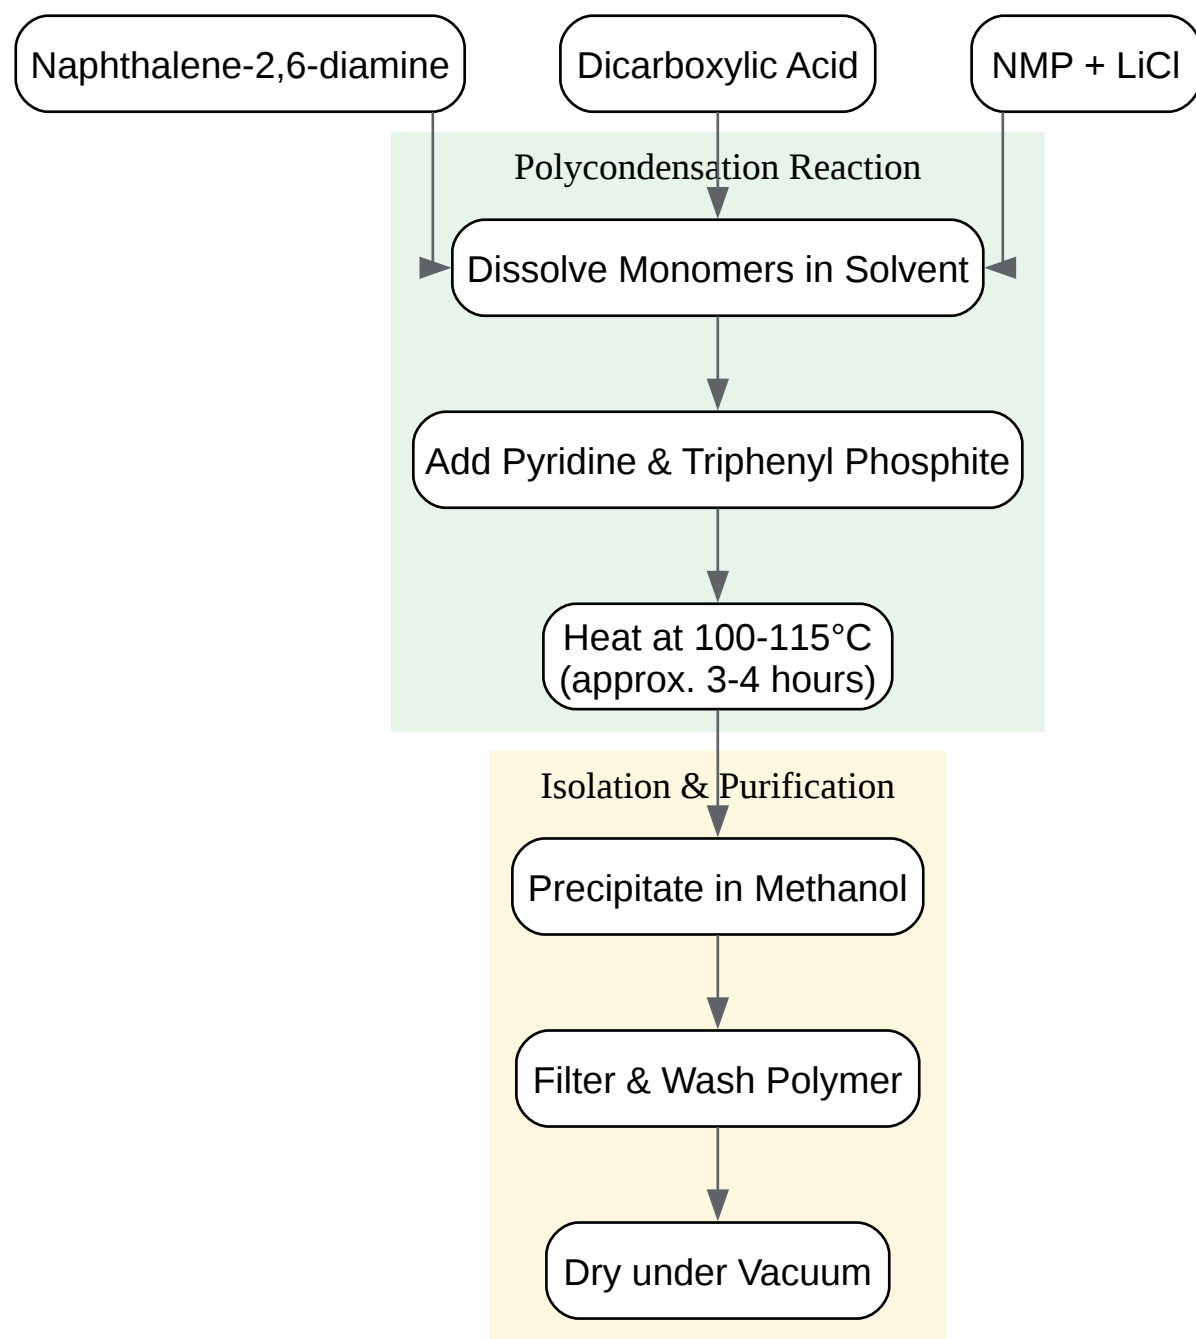 Naphthalene-2,6-diamine
Dicarboxylic Acid
NMP + LiCl
Polycondensation Reaction
Dissolve Monomers in Solvent
Add Pyridine & Triphenyl Phosphite
Heat at 100-115°C
(approx. 3-4 hours)
Isolation & Purification
Precipitate in Methanol
Filter & Wash Polymer
Dry under Vacuum